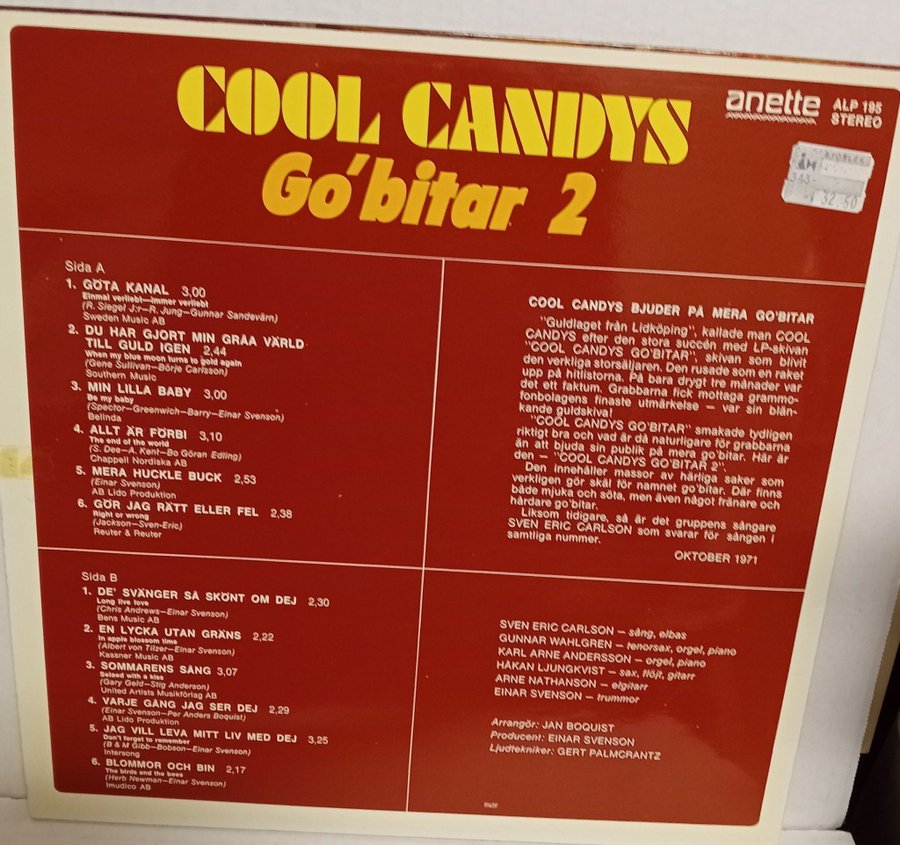 COOL CANDYS
Go'bitar 2
anette
ALP 195
STEREO
343
32.50
Sida A
1. GÖTA KANAL 3,00
Einmal verliebt—immer verliebt
(R. Siegel J:r—R. Jung—Gunnar Sandevärn)
Sweden Music AB
2. DU HAR GJORT MIN GRÅA VÄRLD
TILL GULD IGEN 2,44
When my blue moon turns to gold again
(Gene Sullivan—Börje Carlsson)
Southern Music
3. MIN LILLA BABY 3,00
Be my baby
(Spector—Greenwich—Barry—Einar Svenson)
Belinda
4. ALLT ÄR FÖRBI 3,10
The end of the world
(S. Dee—A. Kent—Bo Göran Edling)
Chappell Nordiska AB
5. MERA HUCKLE BUCK 2,53
(Einar Svenson)
AB Lido Produktion
6. GÖR JAG RÄTT ELLER FEL 2,38
Right or wrong
(Jackson—Sven-Eric)
Reuter & Reuter
COOL CANDYS BJUDER PÅ MERA GO'BITAR
"Guldlaget från Lidköping", kallade man COOL
CANDYS efter den stora succén med LP-skivan
"COOL CANDYS GO'BITAR", skivan som blivit
den verkliga storsäljaren. Den rusade som en raket
upp på hitlistorna. På bara drygt tre månader var
det ett faktum. Grabbarna fick mottaga grammo-
fonbolagens finaste utmärkelse — var sin blän-
kande guldskiva!
"COOL CANDYS GO'BITAR" smakade tydligen
riktigt bra och vad är då naturligare för grabbarna
än att bjuda sin publik på mera go'bitar. Här är
den — "COOL CANDYS GO'BITAR 2".
Den innehåller massor av härliga saker som
verkligen gör skäl för namnet go'bitar. Där finns
både mjuka och söta, men även något fränare och
hårdare go'bitar.
Liksom tidigare, så är det gruppens sångare
SVEN ERIC CARLSON som svarar för sången i
samtliga nummer.
OKTOBER 1971
Sida B
1. DE' SVÄNGER SÅ SKÖNT OM DEJ 2,30
Long live love
(Chris Andrews—Einar Svenson)
Bens Music AB
2. EN LYCKA UTAN GRÄNS 2,22
In apple blossom time
(Albert von Tilzer—Einar Svenson)
Kassner Music AB
3. SOMMARENS SÅNG 3,07
Sealed with a kiss
(Gary Geld—Stig Anderson)
United Artists Musikförlag AB
4. VARJE GÅNG JAG SER DEJ 2,29
(Einar Svenson—Per Anders Boquist)
AB Lido Produktion
5. JAG VILL LEVA MITT LIV MED DEJ 3,25
Don't forget to remember
(B & M Gibb—Bobson—Einar Svenson)
Intersong
6. BLOMMOR OCH BIN 2,17
The birds and the bees
(Herb Newman—Einar Svenson)
Imudico AB
SVEN ERIC CARLSON — sång, elbas
GUNNAR WAHLGREN — tenorsax, orgel, piano
KARL ARNE ANDERSSON — orgel, piano
HÅKAN LJUNGKVIST — sax, flöjt, gitarr
ARNE NATHANSON — elgitarr
EINAR SVENSON — trummor
Arrangör: JAN BOQUIST
Producent: EINAR SVENSON
Ljudtekniker: GERT PALMCRANTZ